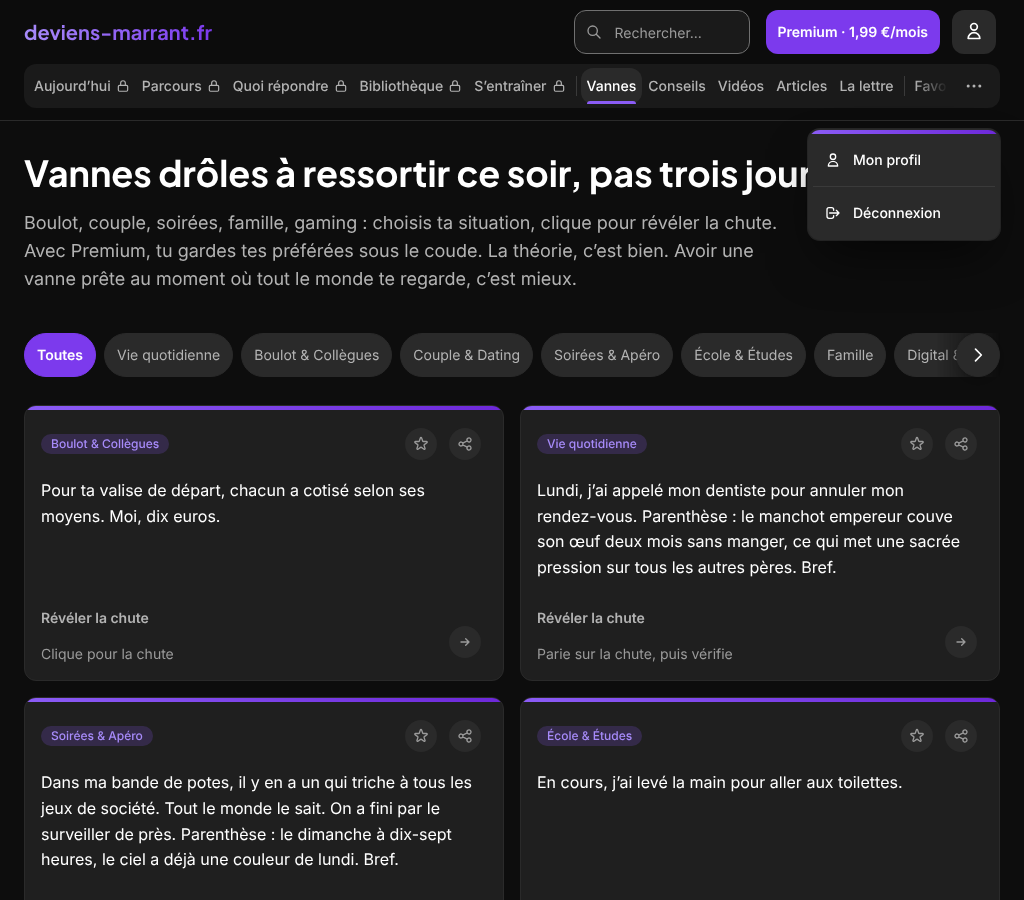 deviens-marrant.fr
Rechercher...
Premium · 1,99 €/mois
Aujourd’hui
Parcours
Quoi répondre
Bibliothèque
S’entraîner
Vannes
Conseils
Vidéos
Articles
La lettre
Mon profil
Déconnexion
Vannes drôles à ressortir ce soir, pas trois jour
Boulot, couple, soirées, famille, gaming : choisis ta situation, clique pour révéler la chute.
Avec Premium, tu gardes tes préférées sous le coude. La théorie, c’est bien. Avoir une
vanne prête au moment où tout le monde te regarde, c’est mieux.
Toutes
Vie quotidienne
Boulot & Collègues
Couple & Dating
Soirées & Apéro
École & Études
Famille
Digital &
Boulot & Collègues
Pour ta valise de départ, chacun a cotisé selon ses
moyens. Moi, dix euros.
Révéler la chute
Clique pour la chute
Vie quotidienne
Lundi, j’ai appelé mon dentiste pour annuler mon
rendez-vous. Parenthèse : le manchot empereur couve
son œuf deux mois sans manger, ce qui met une sacrée
pression sur tous les autres pères. Bref.
Révéler la chute
Parie sur la chute, puis vérifie
Soirées & Apéro
Dans ma bande de potes, il y en a un qui triche à tous les
jeux de société. Tout le monde le sait. On a fini par le
surveiller de près. Parenthèse : le dimanche à dix-sept
heures, le ciel a déjà une couleur de lundi. Bref.
École & Études
En cours, j’ai levé la main pour aller aux toilettes.